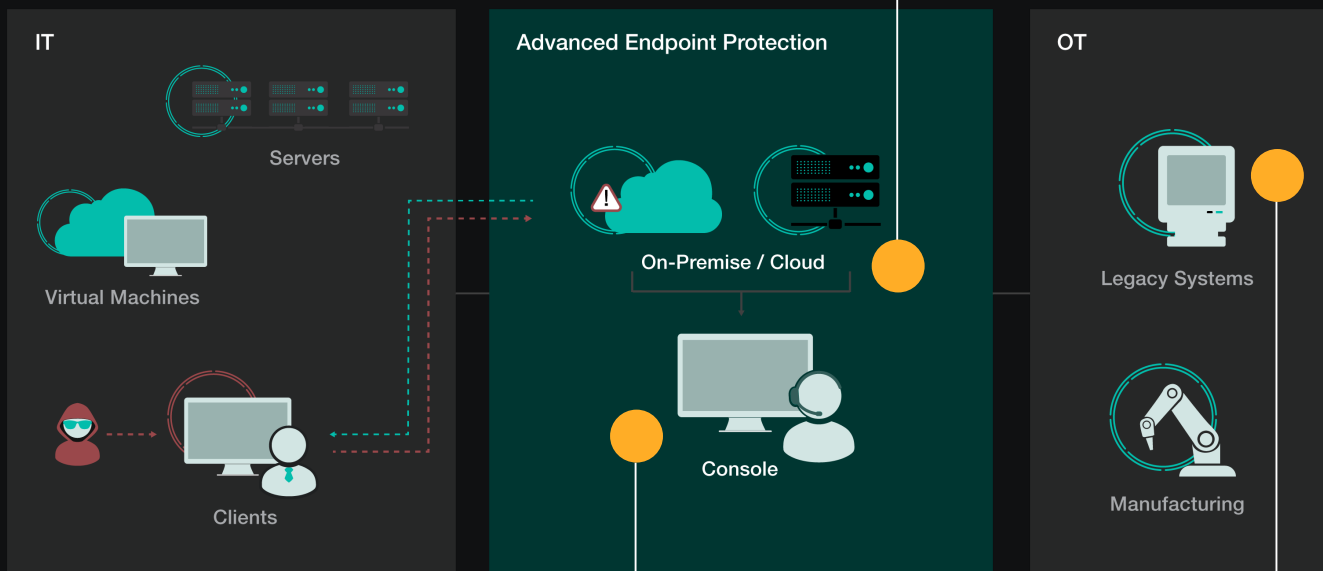 IT
Servers
Virtual Machines
Clients
Advanced Endpoint Protection
!
On-Premise / Cloud
Console
OT
Legacy Systems
Manufacturing